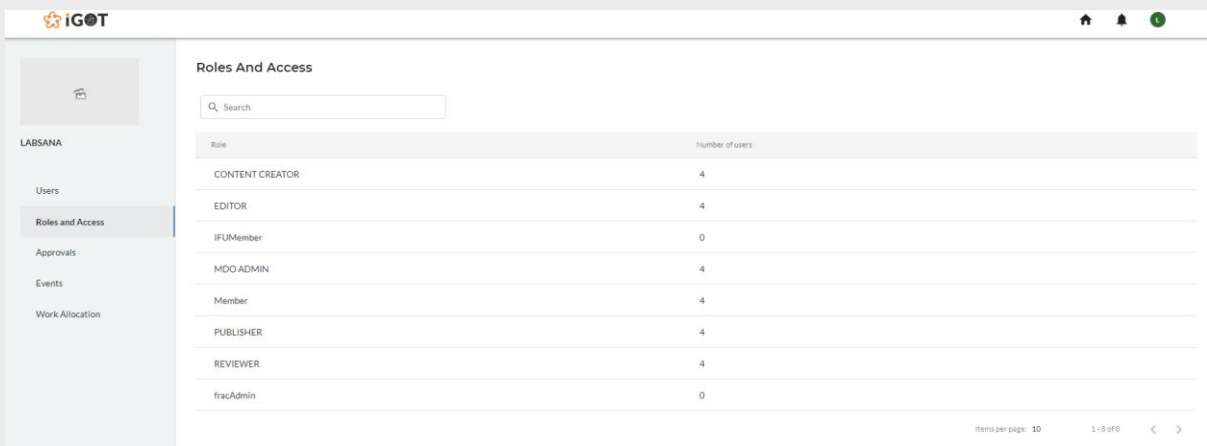 iGOT
L
Roles And Access
Search
LABSANA
Users
Roles and Access
Approvals
Events
Work Allocation
Role Number of users
CONTENT CREATOR 4
EDITOR 4
IFUMember 0
MDO ADMIN 4
Member 4
PUBLISHER 4
REVIEWER 4
fracAdmin 0
Items per page: 10 1 - 8 of 8